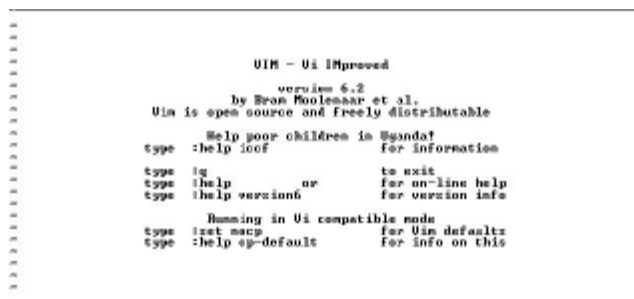 ~
~
~
VIM - Vi IMproved
~
version 6.2
by Bram Moolenaar et al.
Vim is open source and freely distributable
~
Help poor children in Uganda!
type :help iccf for information
~
type :q to exit
type :help or for on-line help
type :help version6 for version info
~
Running in Vi compatible mode
type :set nocp for Vim defaults
type :help cp-default for info on this
~
~
~